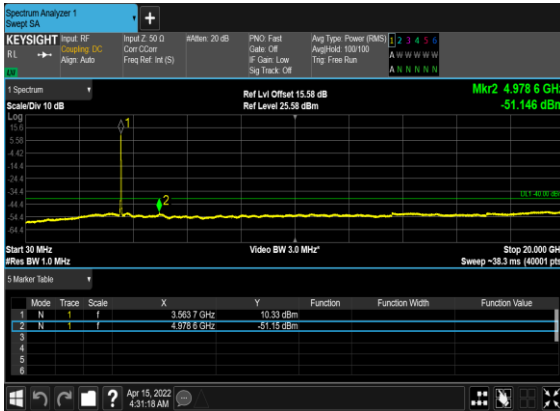 Spectrum Analyzer 1
Swept SA
+
KEYSIGHT Input: RF Input Z: 50 Ω #Atten: 20 dB PNO: Fast Avg Type: Power (RMS) 1 2 3 4 5 6
RL Coupling: DC Corr CCorr Gate: Off Avg|Hold: 100/100 A W W W W W
Align: Auto Freq Ref: Int (S) IF Gain: Low Trig: Free Run
Sig Track: Off A N N N N N
1 Spectrum Ref Lvl Offset 15.58 dB Mkr2 4.978 6 GHz
Scale/Div 10 dB Ref Level 25.58 dBm -51.146 dBm
Log
15.6
5.58
-4.42
-14.4
-24.4
-34.4
-44.4
-54.4
-64.4
1
2
DL1 -40.00 dBm
Start 30 MHz Video BW 3.0 MHz* Stop 20.000 GHz
#Res BW 1.0 MHz Sweep ~38.3 ms (40001 pts)
5 Marker Table
Mode Trace Scale X Y Function Function Width Function Value
1 N 1 f 3.563 7 GHz 10.33 dBm
2 N 1 f 4.978 6 GHz -51.15 dBm
3
4
5
6
? Apr 15, 2022
4:31:18 AM